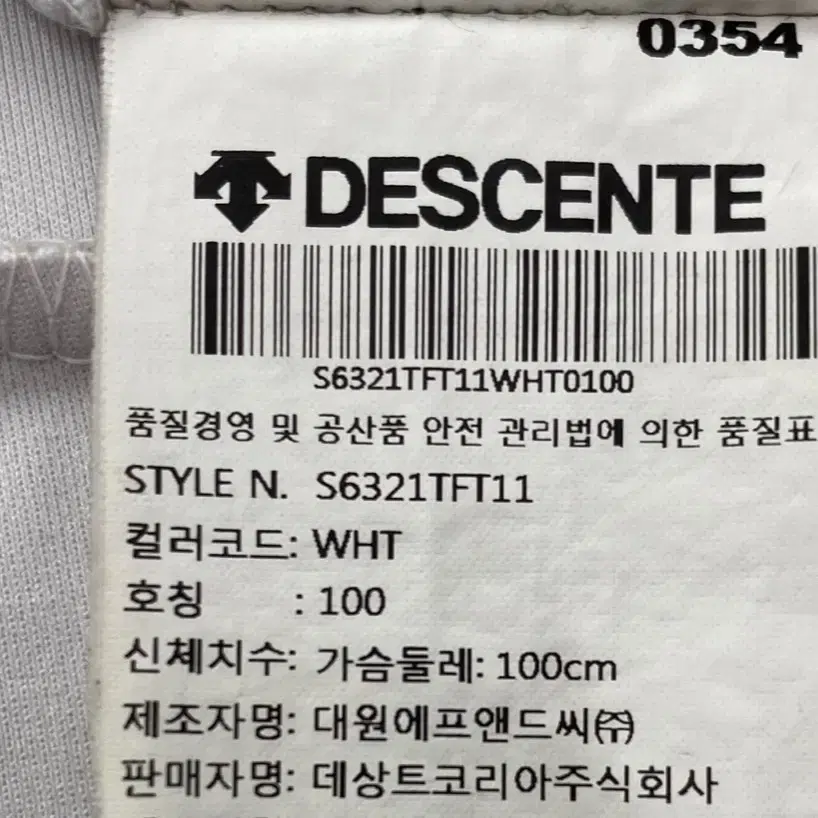 0354
DESCENTE
S6321TFT11WHT0100
품질경영 및 공산품 안전 관리법에 의한 품질표
STYLE N. S6321TFT11
컬러코드: WHT
호칭 : 100
신체치수: 가슴둘레: 100cm
제조자명: 대원에프앤드씨㈜
판매자명: 데상트코리아주식회사